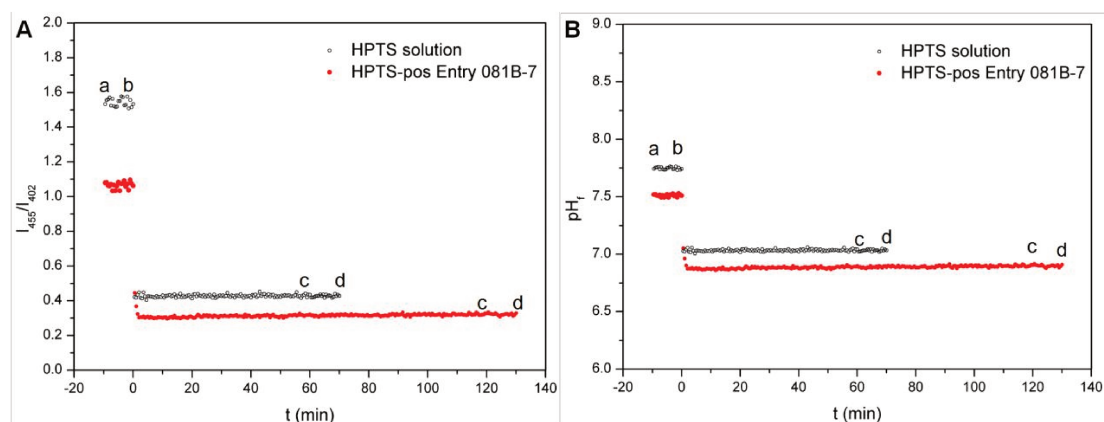 A
2.0
1.8
1.6
1.4
1.2
1.0
0.8
0.6
0.4
0.2
0.0
I455/I402
HPTS solution
HPTS-pos Entry 081B-7
a b
c d
c d
-20 0 20 40 60 80 100 120 140
t (min)
B
9.0
8.5
8.0
7.5
7.0
6.5
6.0
pHf
HPTS solution
HPTS-pos Entry 081B-7
a b
c d
c d
-20 0 20 40 60 80 100 120 140
t (min)